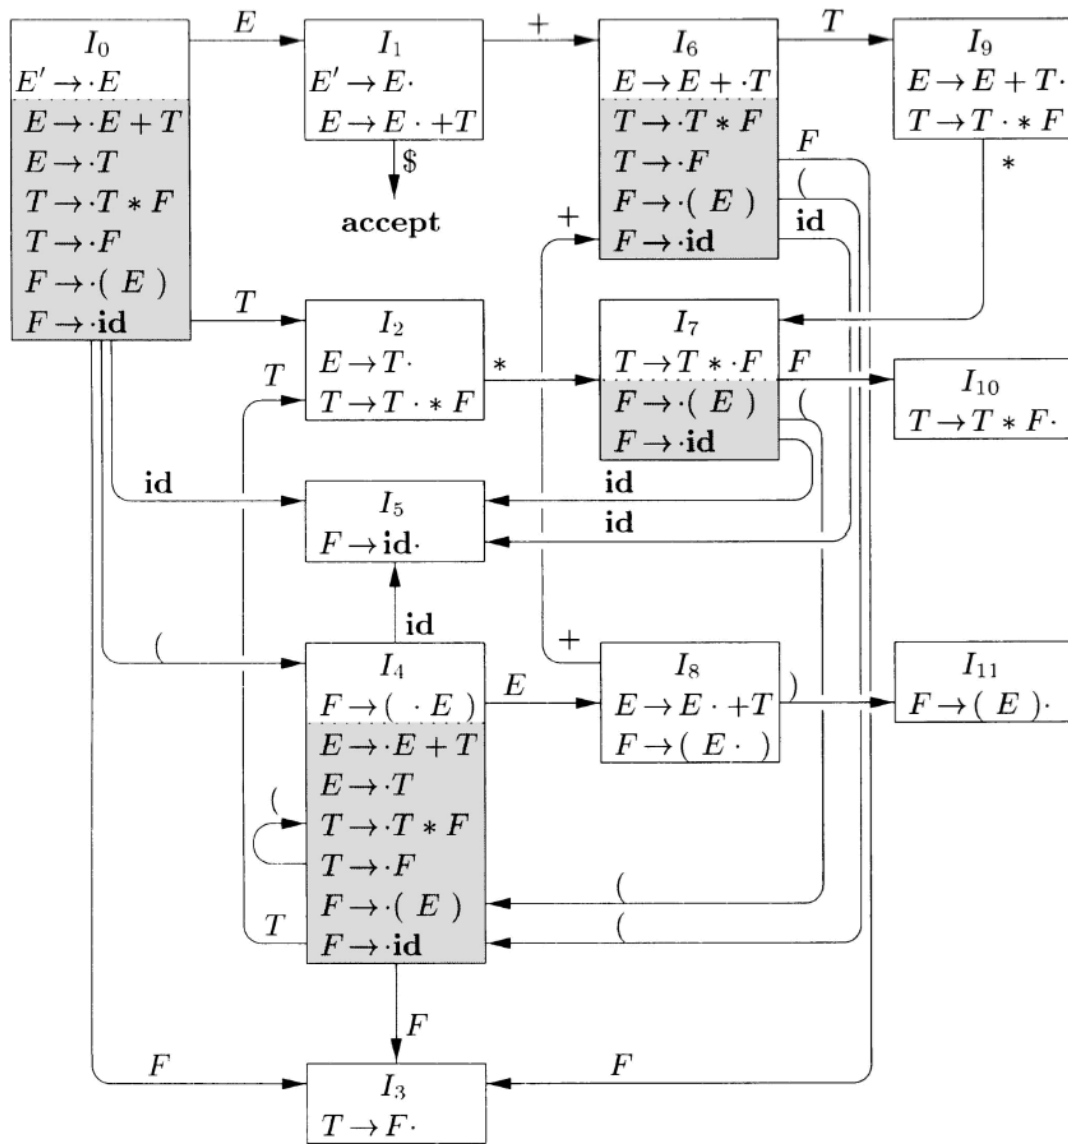 I₀
E′ → ·E
E → ·E + T
E → ·T
T → ·T * F
T → ·F
F → ·( E )
F → ·id
E
I₁
E′ → E·
E → E· +T
$
accept
+
I₆
E → E + ·T
T → ·T * F
T → ·F
F → ·( E )
F → ·id
T
I₉
E → E + T·
T → T· * F
*
F
(
id
+
T
I₂
E → T·
T → T· * F
T
*
I₇
T → T * ·F
F → ·( E )
F → ·id
F
(
I₁₀
T → T * F·
id
I₅
F → id·
id
id
id
(
I₄
F → ( · E )
E → ·E + T
E → ·T
T → ·T * F
T → ·F
F → ·( E )
F → ·id
E
+
I₈
E → E· +T
F → ( E · )
)
I₁₁
F → ( E )·
(
T
(
(
F
F
I₃
T → F·
F